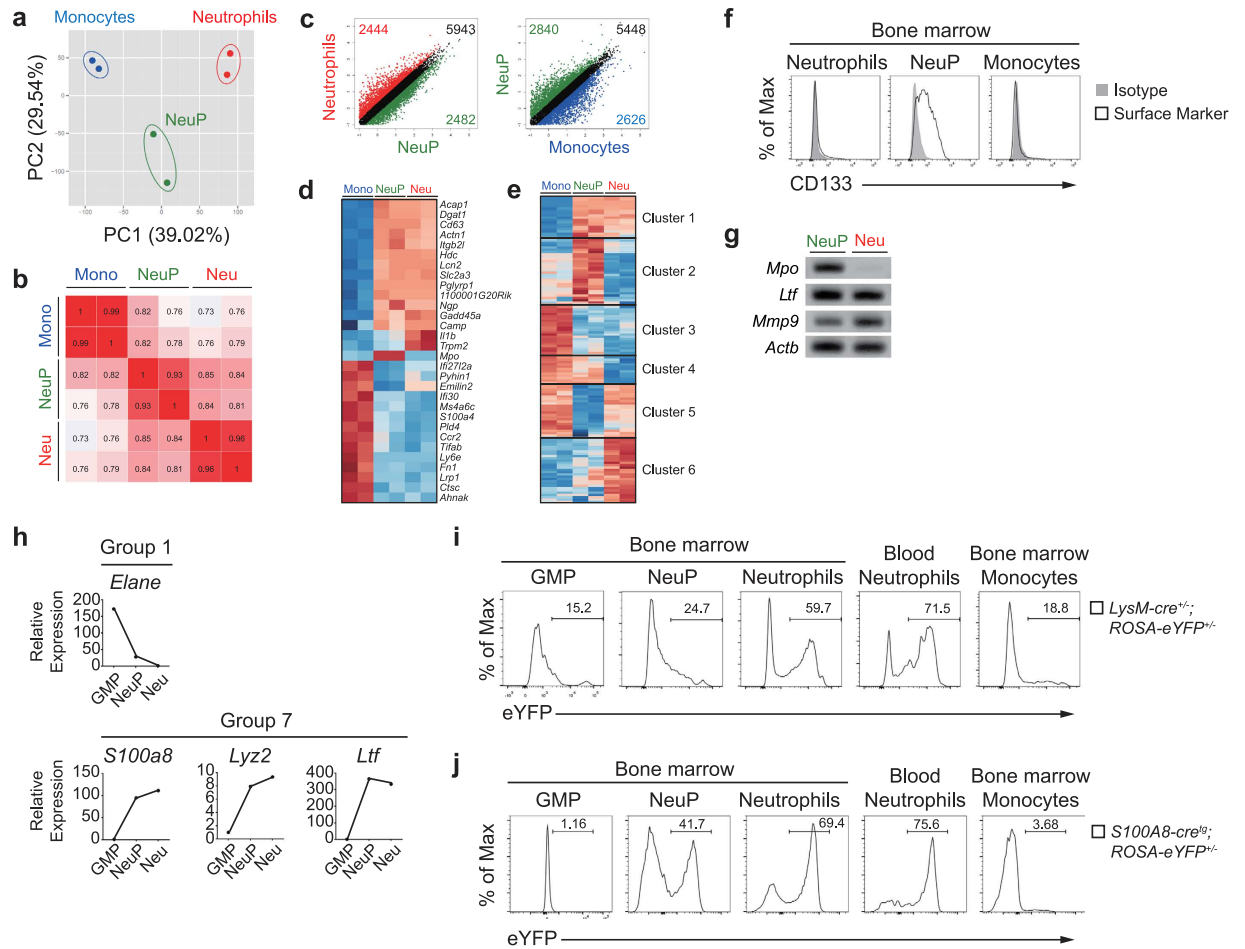 a
Monocytes
Neutrophils
NeuP
PC2 (29.54%)
50
0
−50
−100
−100
−50
0
50
100
PC1 (39.02%)
b
Mono NeuP Neu
Mono
NeuP
Neu
1 0.99 0.82 0.76 0.73 0.76
0.99 1 0.82 0.78 0.76 0.79
0.82 0.82 1 0.93 0.85 0.84
0.76 0.78 0.93 1 0.84 0.81
0.73 0.76 0.85 0.84 1 0.96
0.76 0.79 0.84 0.81 0.96 1
c
Neutrophils
2444
5943
2482
NeuP
NeuP
2840
5448
2626
Monocytes
d
Mono NeuP Neu
Acap1
Dgat1
Cd63
Actn1
Itgb2l
Hdc
Lcn2
Slc2a3
Pglyrp1
1100001G20Rik
Ngp
Gadd45a
Camp
Il1b
Trpm2
Mpo
Ifi27l2a
Pyhin1
Emilin2
Ifi30
Ms4a6c
S100a4
Pld4
Ccr2
Tifab
Ly6e
Fn1
Lrp1
Ctsc
Ahnak
e
Mono NeuP Neu
Cluster 1
Cluster 2
Cluster 3
Cluster 4
Cluster 5
Cluster 6
f
Bone marrow
Neutrophils NeuP Monocytes
% of Max
CD133
Isotype
Surface Marker
g
NeuP Neu
Mpo
Ltf
Mmp9
Actb
h
Group 1
Elane
Relative Expression
200
150
100
50
0
GMP NeuP Neu
Group 7
S100a8
Relative Expression
150
100
50
0
GMP NeuP Neu
Lyz2
10
8
6
4
2
0
GMP NeuP Neu
Ltf
400
300
200
100
0
GMP NeuP Neu
i
Bone marrow
GMP NeuP Neutrophils
Blood Neutrophils
Bone marrow Monocytes
% of Max
15.2
24.7
59.7
71.5
18.8
eYFP
LysM-cre+/-;
ROSA-eYFP+/-
j
Bone marrow
GMP NeuP Neutrophils
Blood Neutrophils
Bone marrow Monocytes
% of Max
1.16
41.7
69.4
75.6
3.68
eYFP
S100A8-cretg;
ROSA-eYFP+/-